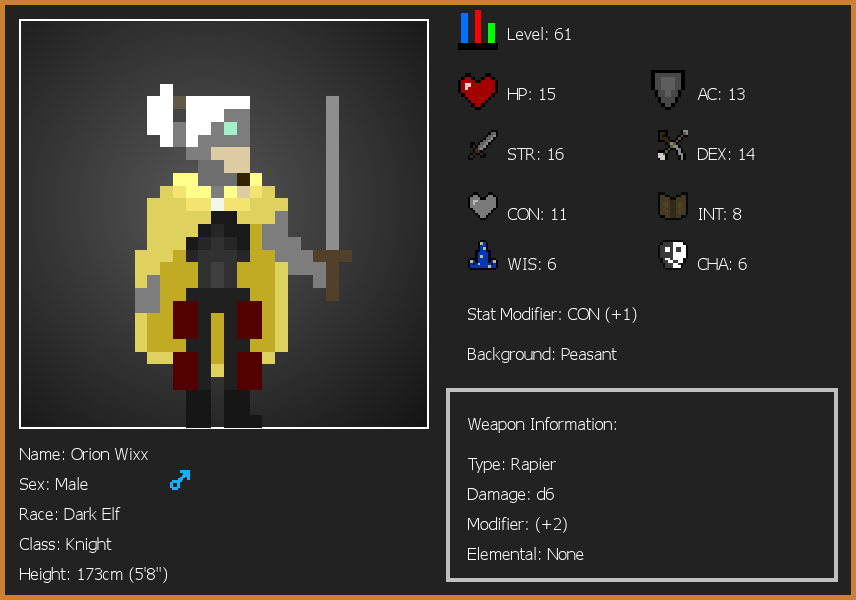 Level: 61
HP: 15
AC: 13
STR: 16
DEX: 14
CON: 11
INT: 8
WIS: 6
CHA: 6
Stat Modifier: CON (+1)
Background: Peasant
Weapon Information:
Type: Rapier
Damage: d6
Modifier: (+2)
Elemental: None
Name: Orion Wixx
Sex: Male
Race: Dark Elf
Class: Knight
Height: 173cm (5'8")